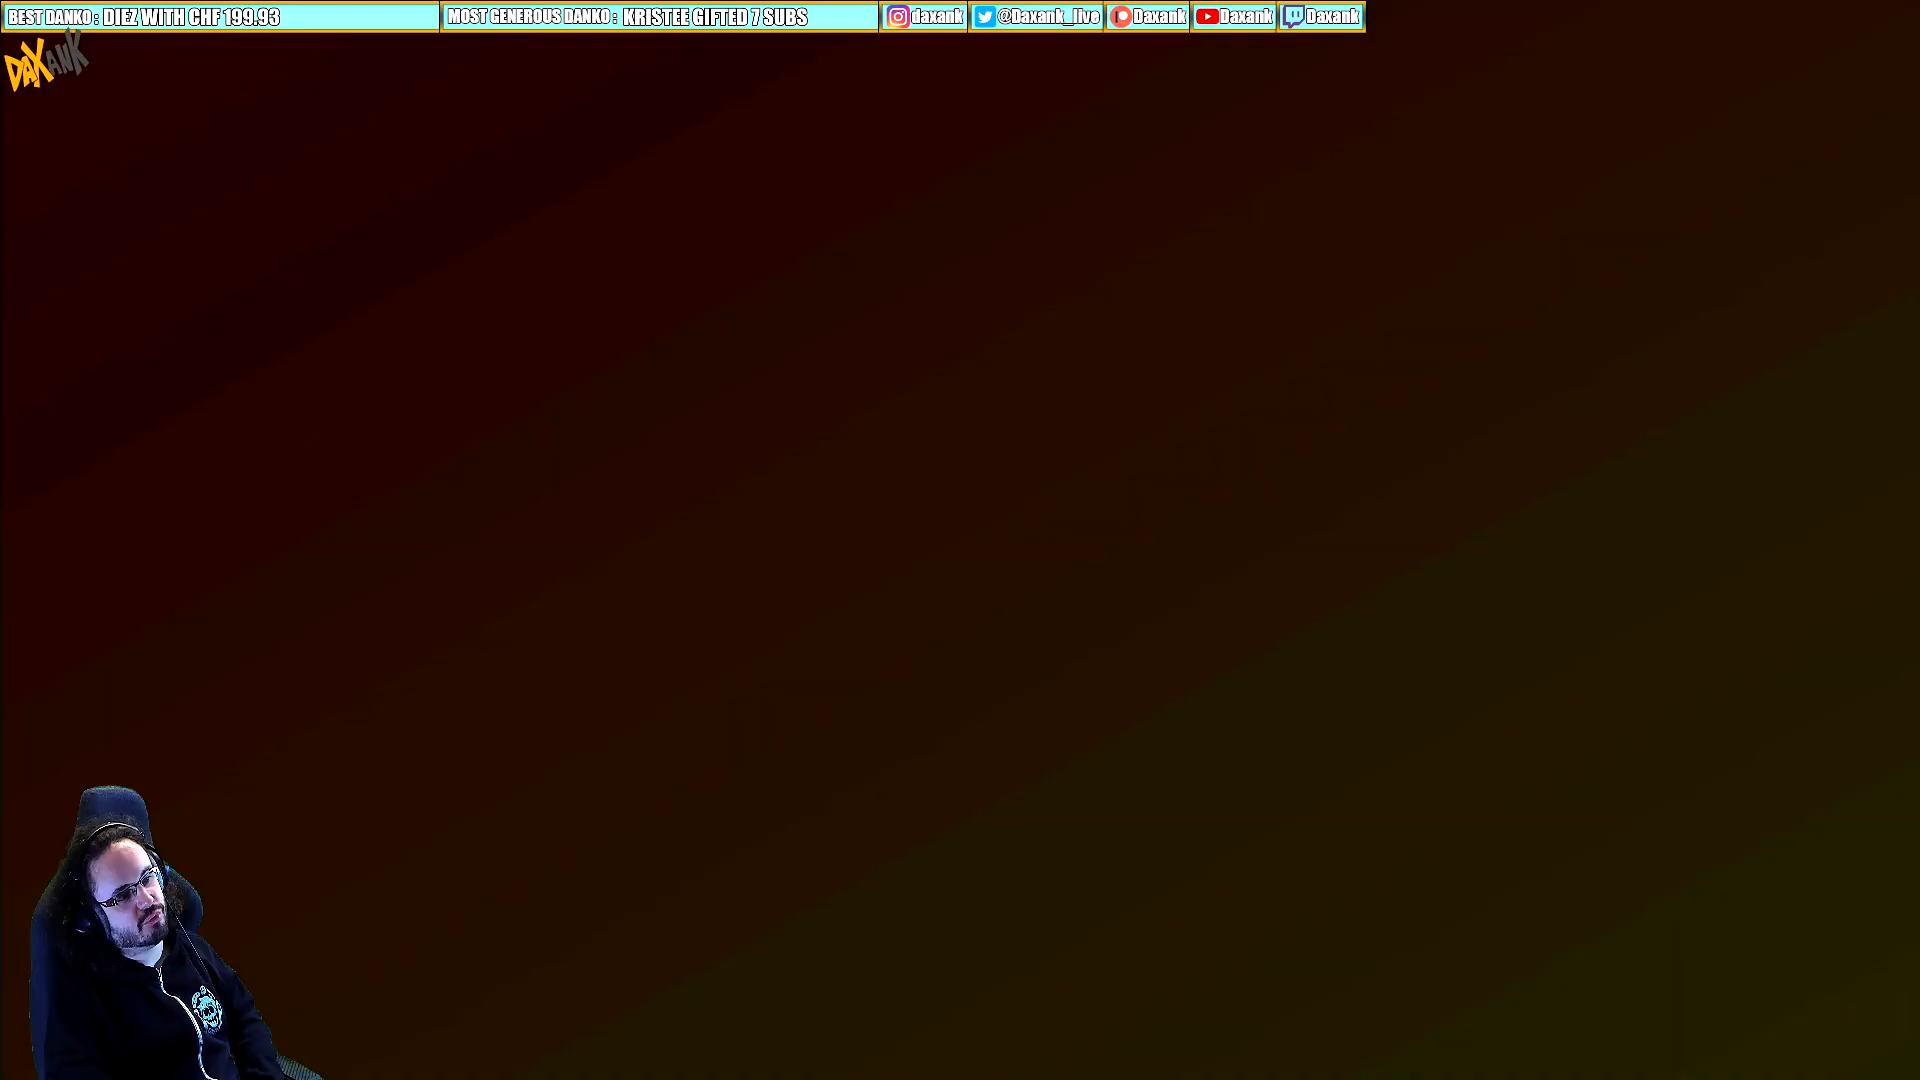 BEST DANKO : DIEZ WITH CHF 199.93
MOST GENEROUS DANKO : KRISTEE GIFTED 7 SUBS
daxank
@Daxank_live
Daxank
Daxank
Daxank
DAXANK